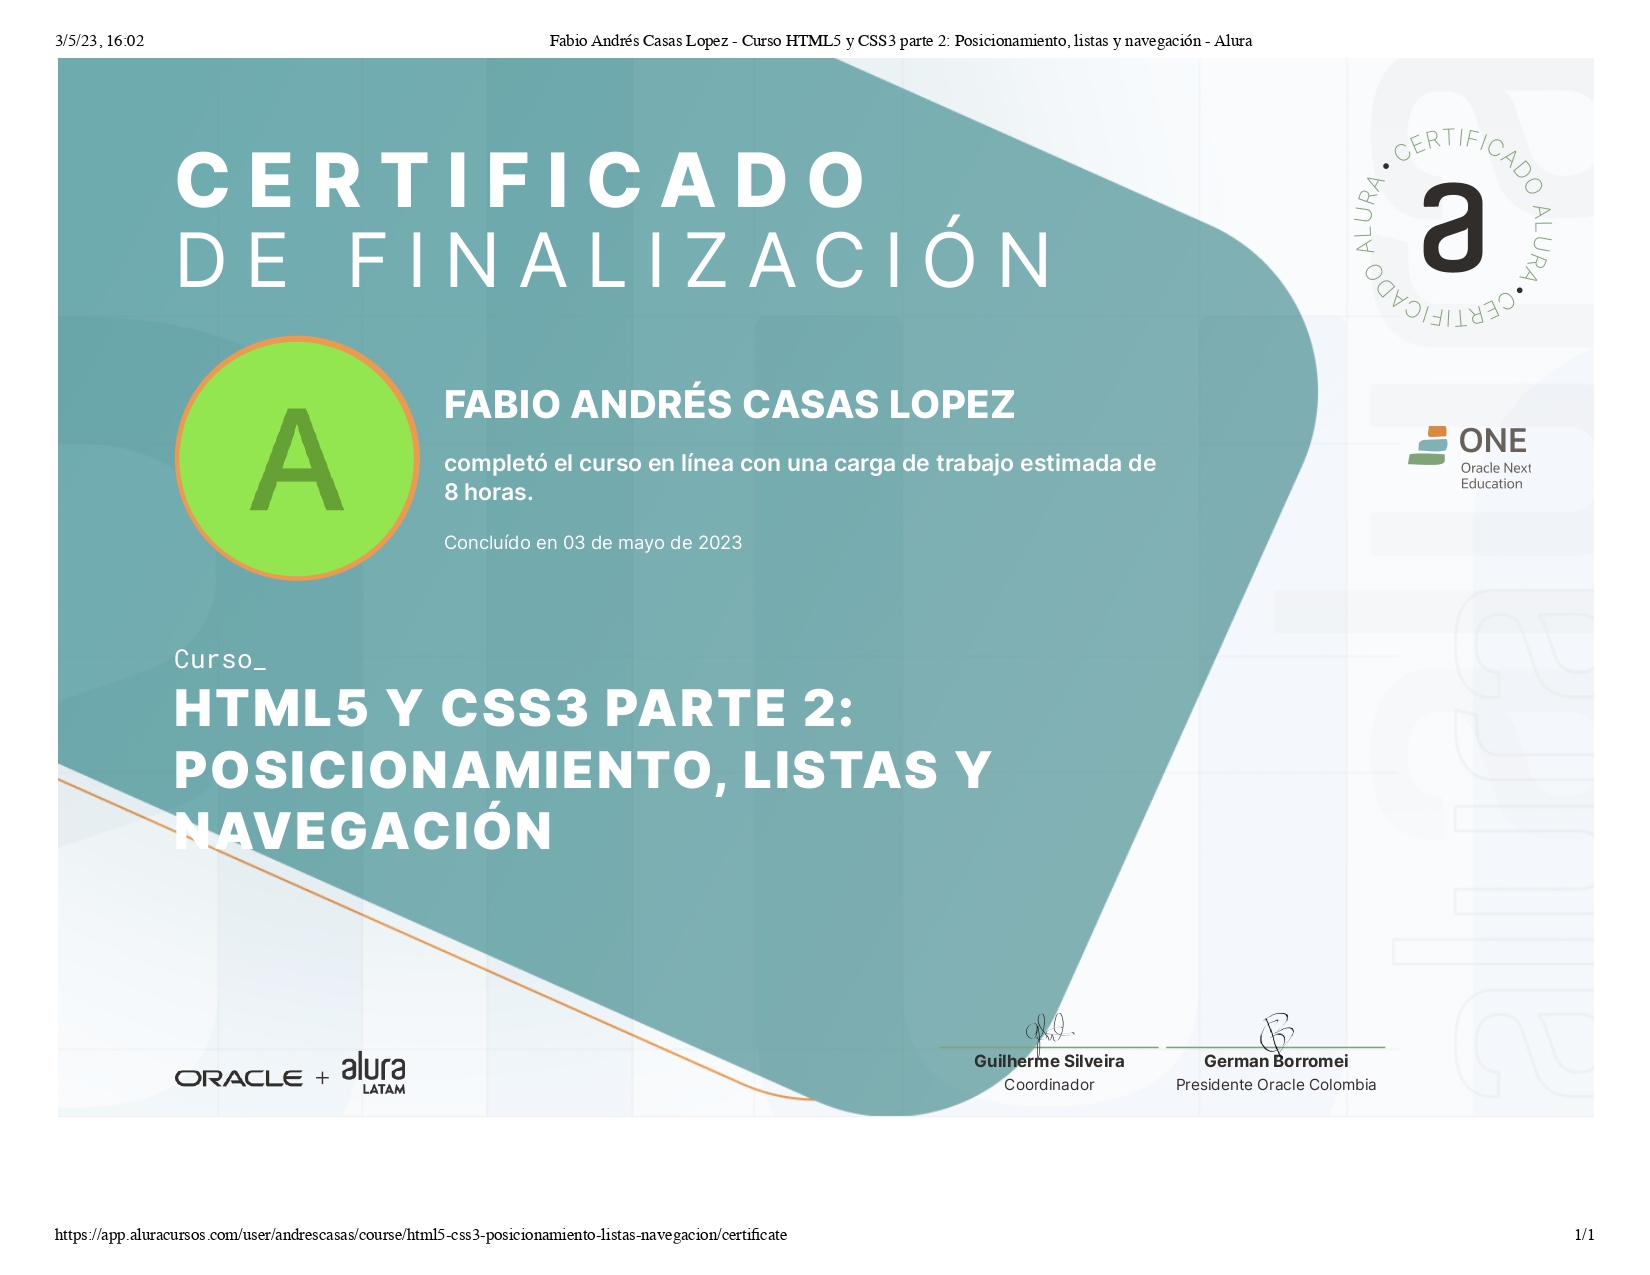 3/5/23, 16:02
Fabio Andrés Casas Lopez - Curso HTML5 y CSS3 parte 2: Posicionamiento, listas y navegación - Alura
CERTIFICADO
DE FINALIZACIÓN
CERTIFICADO ALURA • CERTIFICADO ALURA •
a
A
FABIO ANDRÉS CASAS LOPEZ
completó el curso en línea con una carga de trabajo estimada de
8 horas.
Concluído en 03 de mayo de 2023
ONE
Oracle Next
Education
Curso_
HTML5 Y CSS3 PARTE 2:
POSICIONAMIENTO, LISTAS Y
NAVEGACIÓN
alura
alura
ORACLE + alura
LATAM
Guilherme Silveira
Coordinador
German Borromei
Presidente Oracle Colombia
https://app.aluracursos.com/user/andrescasas/course/html5-css3-posicionamiento-listas-navegacion/certificate
1/1